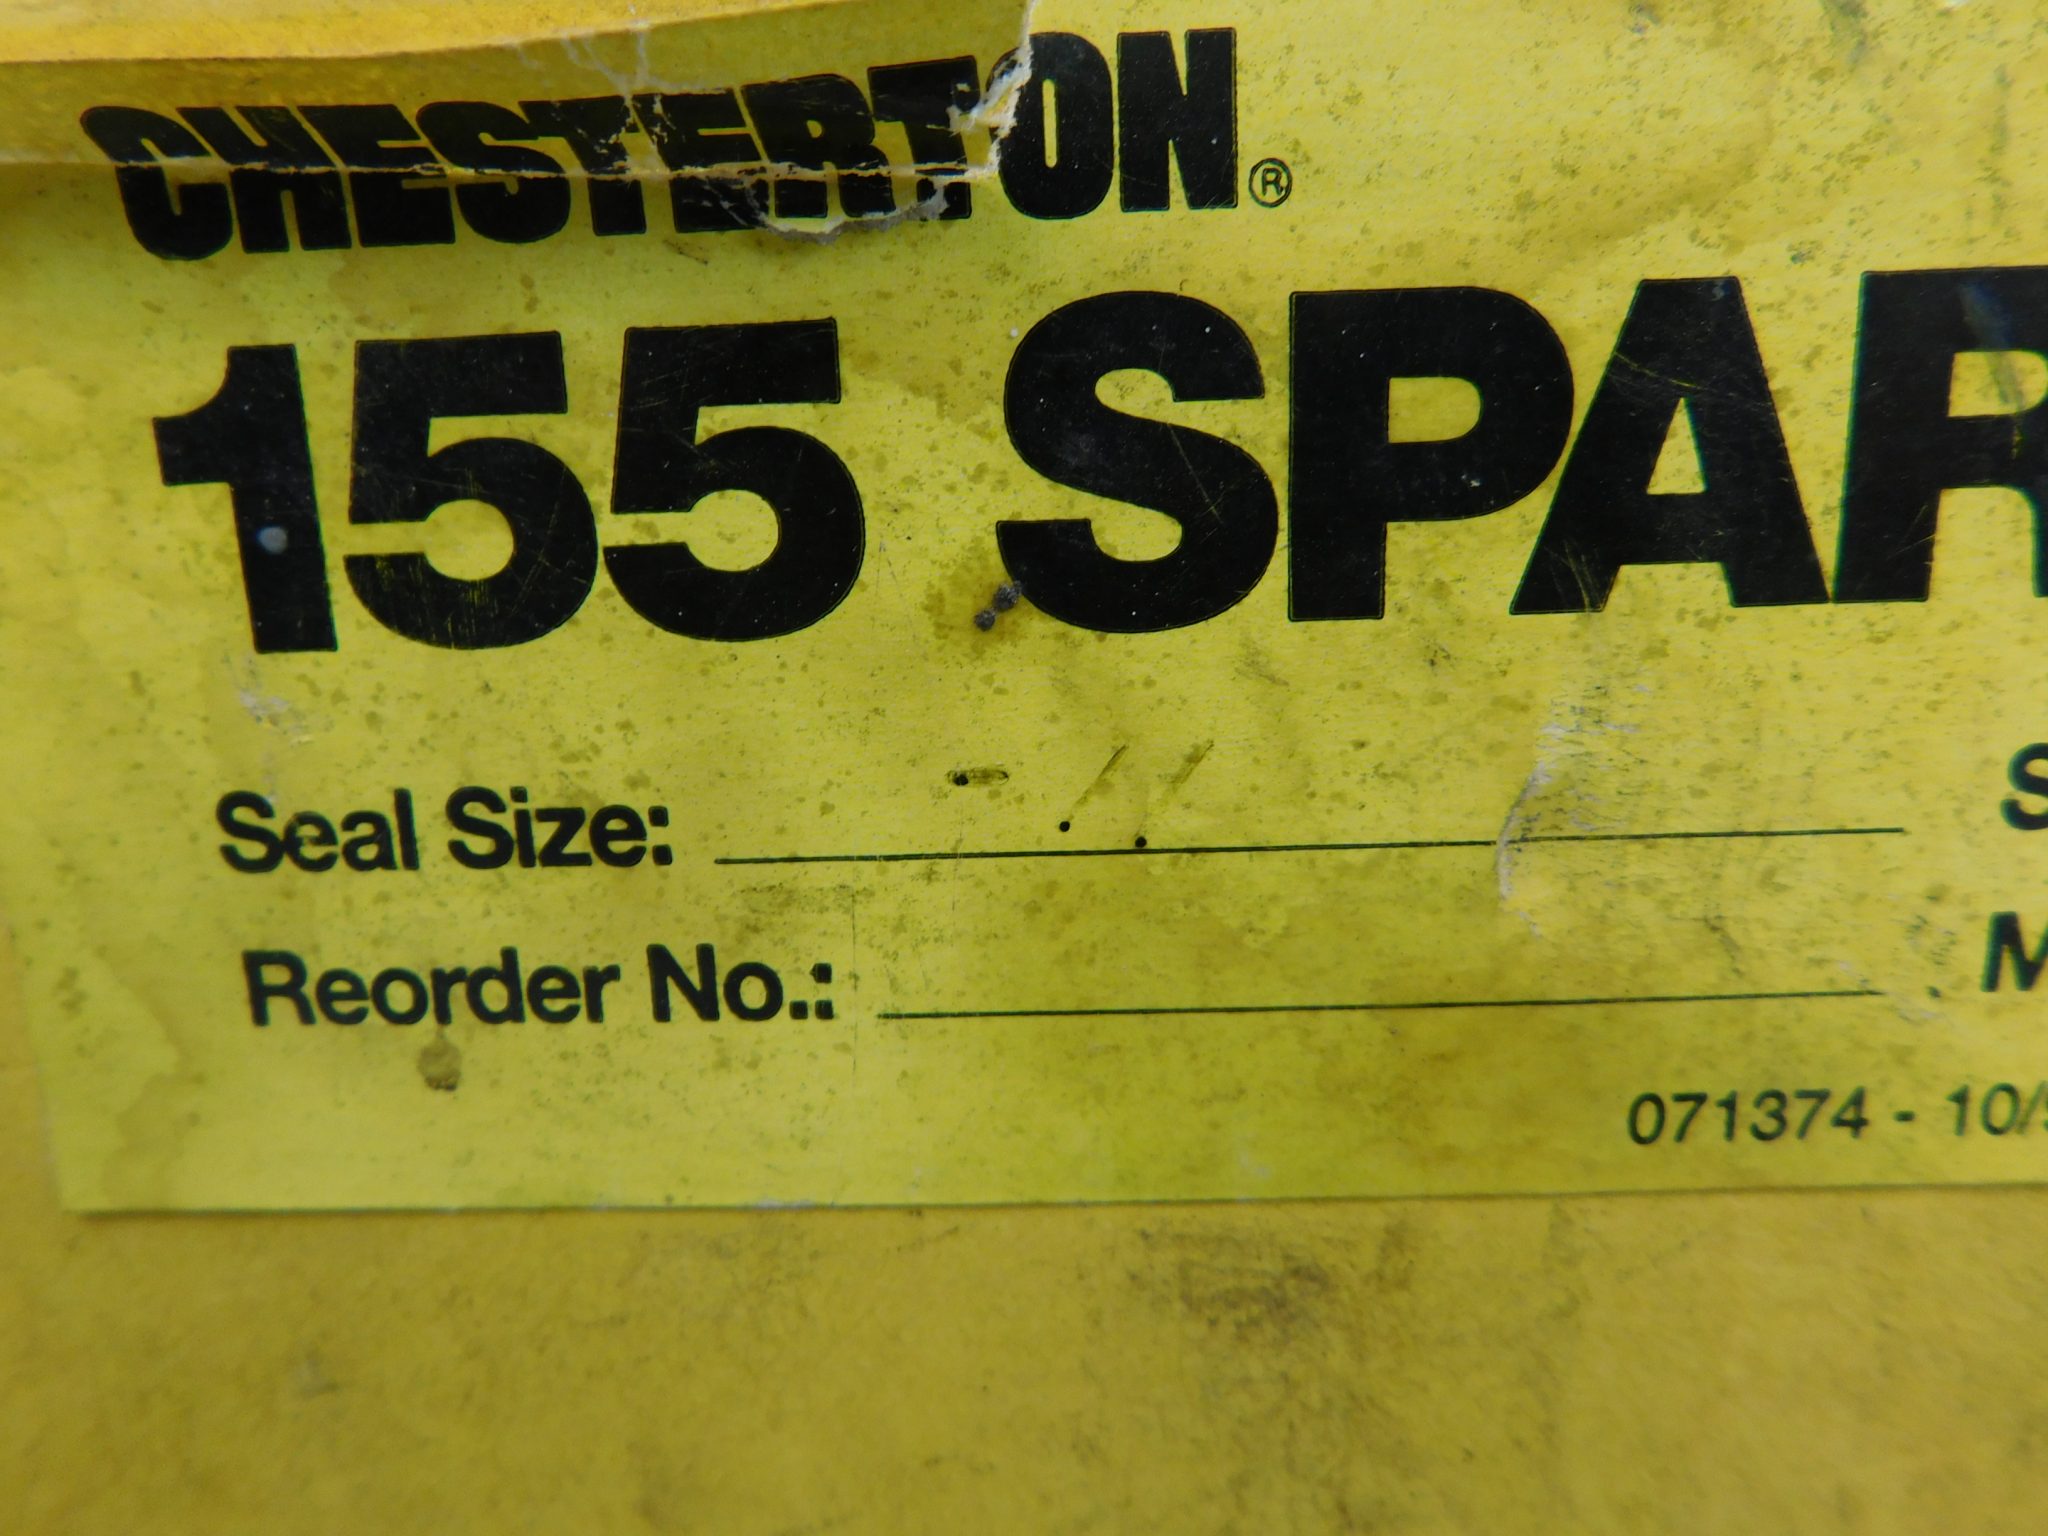 CHESTERTON®
155 SPAR
Seal Size: S
Reorder No.: M
071374 - 10/